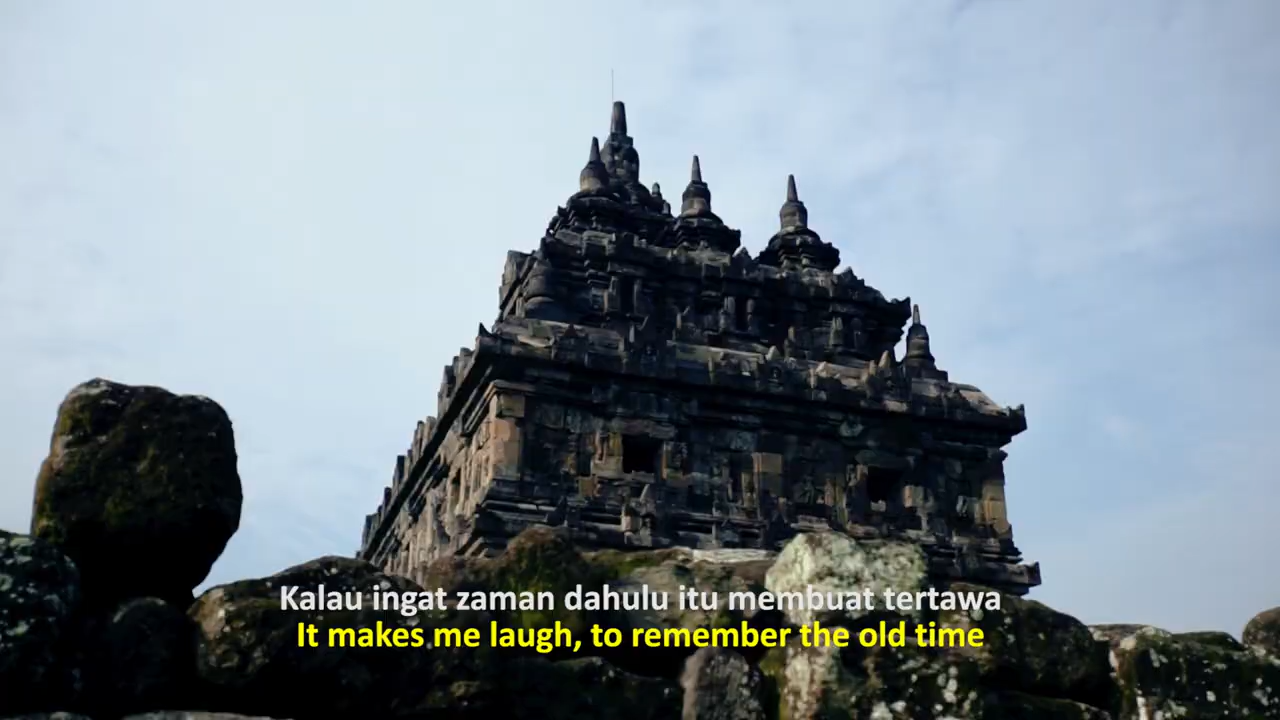 Kalau ingat zaman dahulu itu membuat tertawa
It makes me laugh, to remember the old time